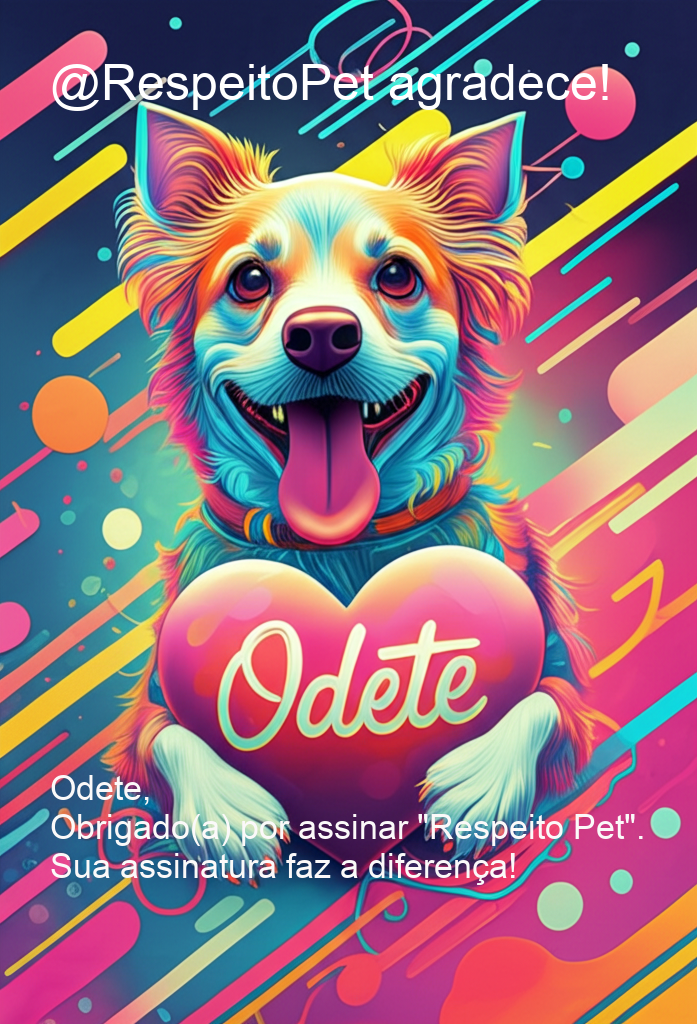 @RespeitoPet agradece!
Odete
Odete,
Obrigado(a) por assinar "Respeito Pet".
Sua assinatura faz a diferença!